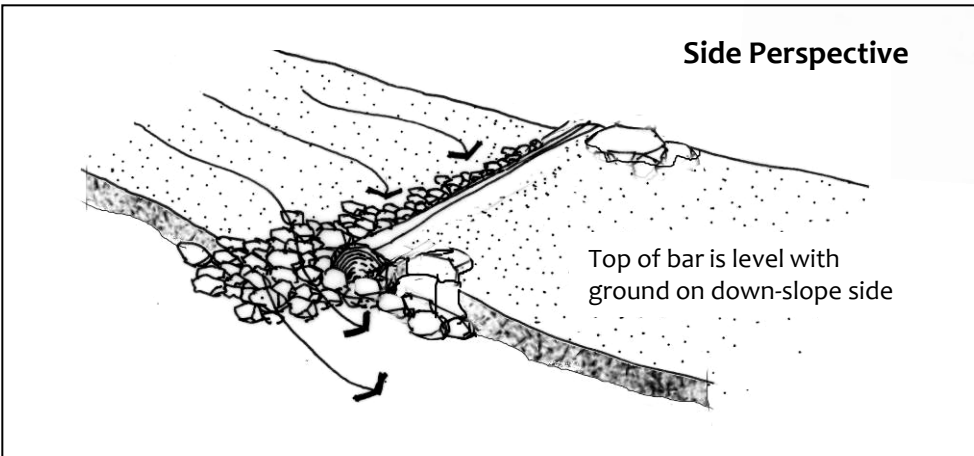 Side Perspective
Top of bar is level with
ground on down-slope side